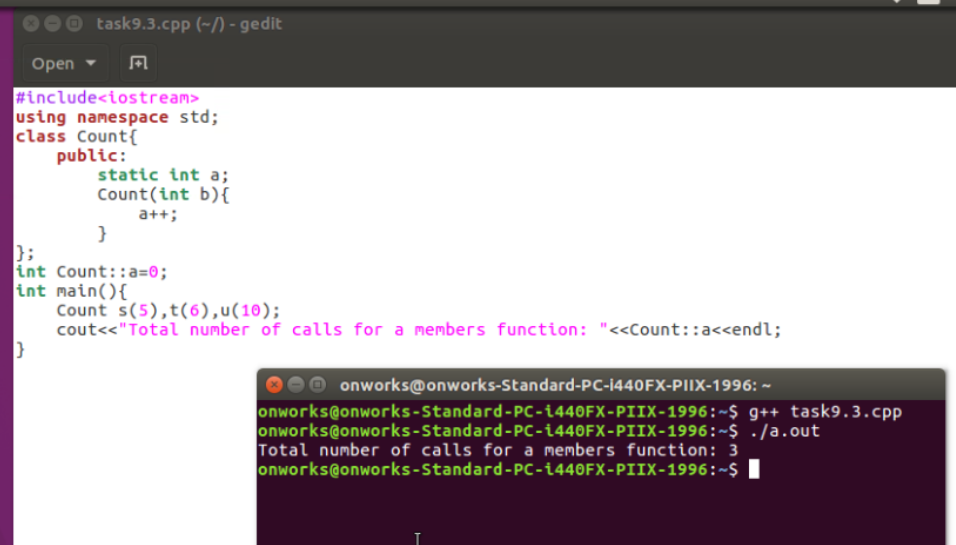 task9.3.cpp (~/) - gedit
Open
#include<iostream>
using namespace std;
class Count{
    public:
        static int a;
        Count(int b){
            a++;
        }
};
int Count::a=0;
int main(){
    Count s(5),t(6),u(10);
    cout<<"Total number of calls for a members function: "<<Count::a<<endl;
}
onworks@onworks-Standard-PC-i440FX-PIIX-1996: ~
onworks@onworks-Standard-PC-i440FX-PIIX-1996:~$ g++ task9.3.cpp
onworks@onworks-Standard-PC-i440FX-PIIX-1996:~$ ./a.out
Total number of calls for a members function: 3
onworks@onworks-Standard-PC-i440FX-PIIX-1996:~$